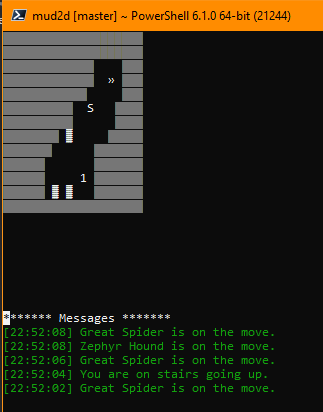 mud2d [master] ~ PowerShell 6.1.0 64-bit (21244)
»
S
1
******* Messages *******
[22:52:08] Great Spider is on the move.
[22:52:08] Zephyr Hound is on the move.
[22:52:06] Great Spider is on the move.
[22:52:04] You are on stairs going up.
[22:52:02] Great Spider is on the move.